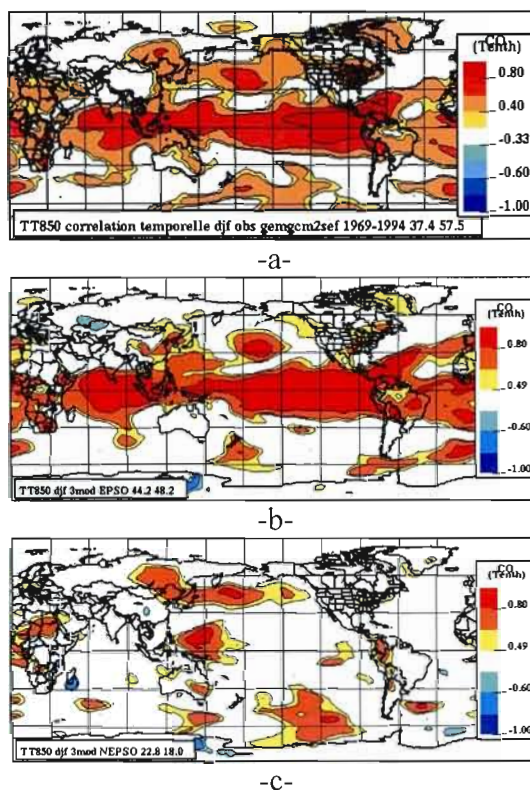 CO
(Temh)
0.80
0.40
-0.33
-0.60
-1.00
TT850 correlation temporelle djf obs gemgcm2sef 1969-1994 37.4 57.5
-a-
CO
(Temh)
0.80
0.49
-0.60
-1.00
TT850 djf 3mod EPSO 44.2 48.2
-b-
CO
(Temh)
0.80
0.49
-0.60
-1.00
TT850 djf 3mod NEPSO 22.8 18.0
-c-